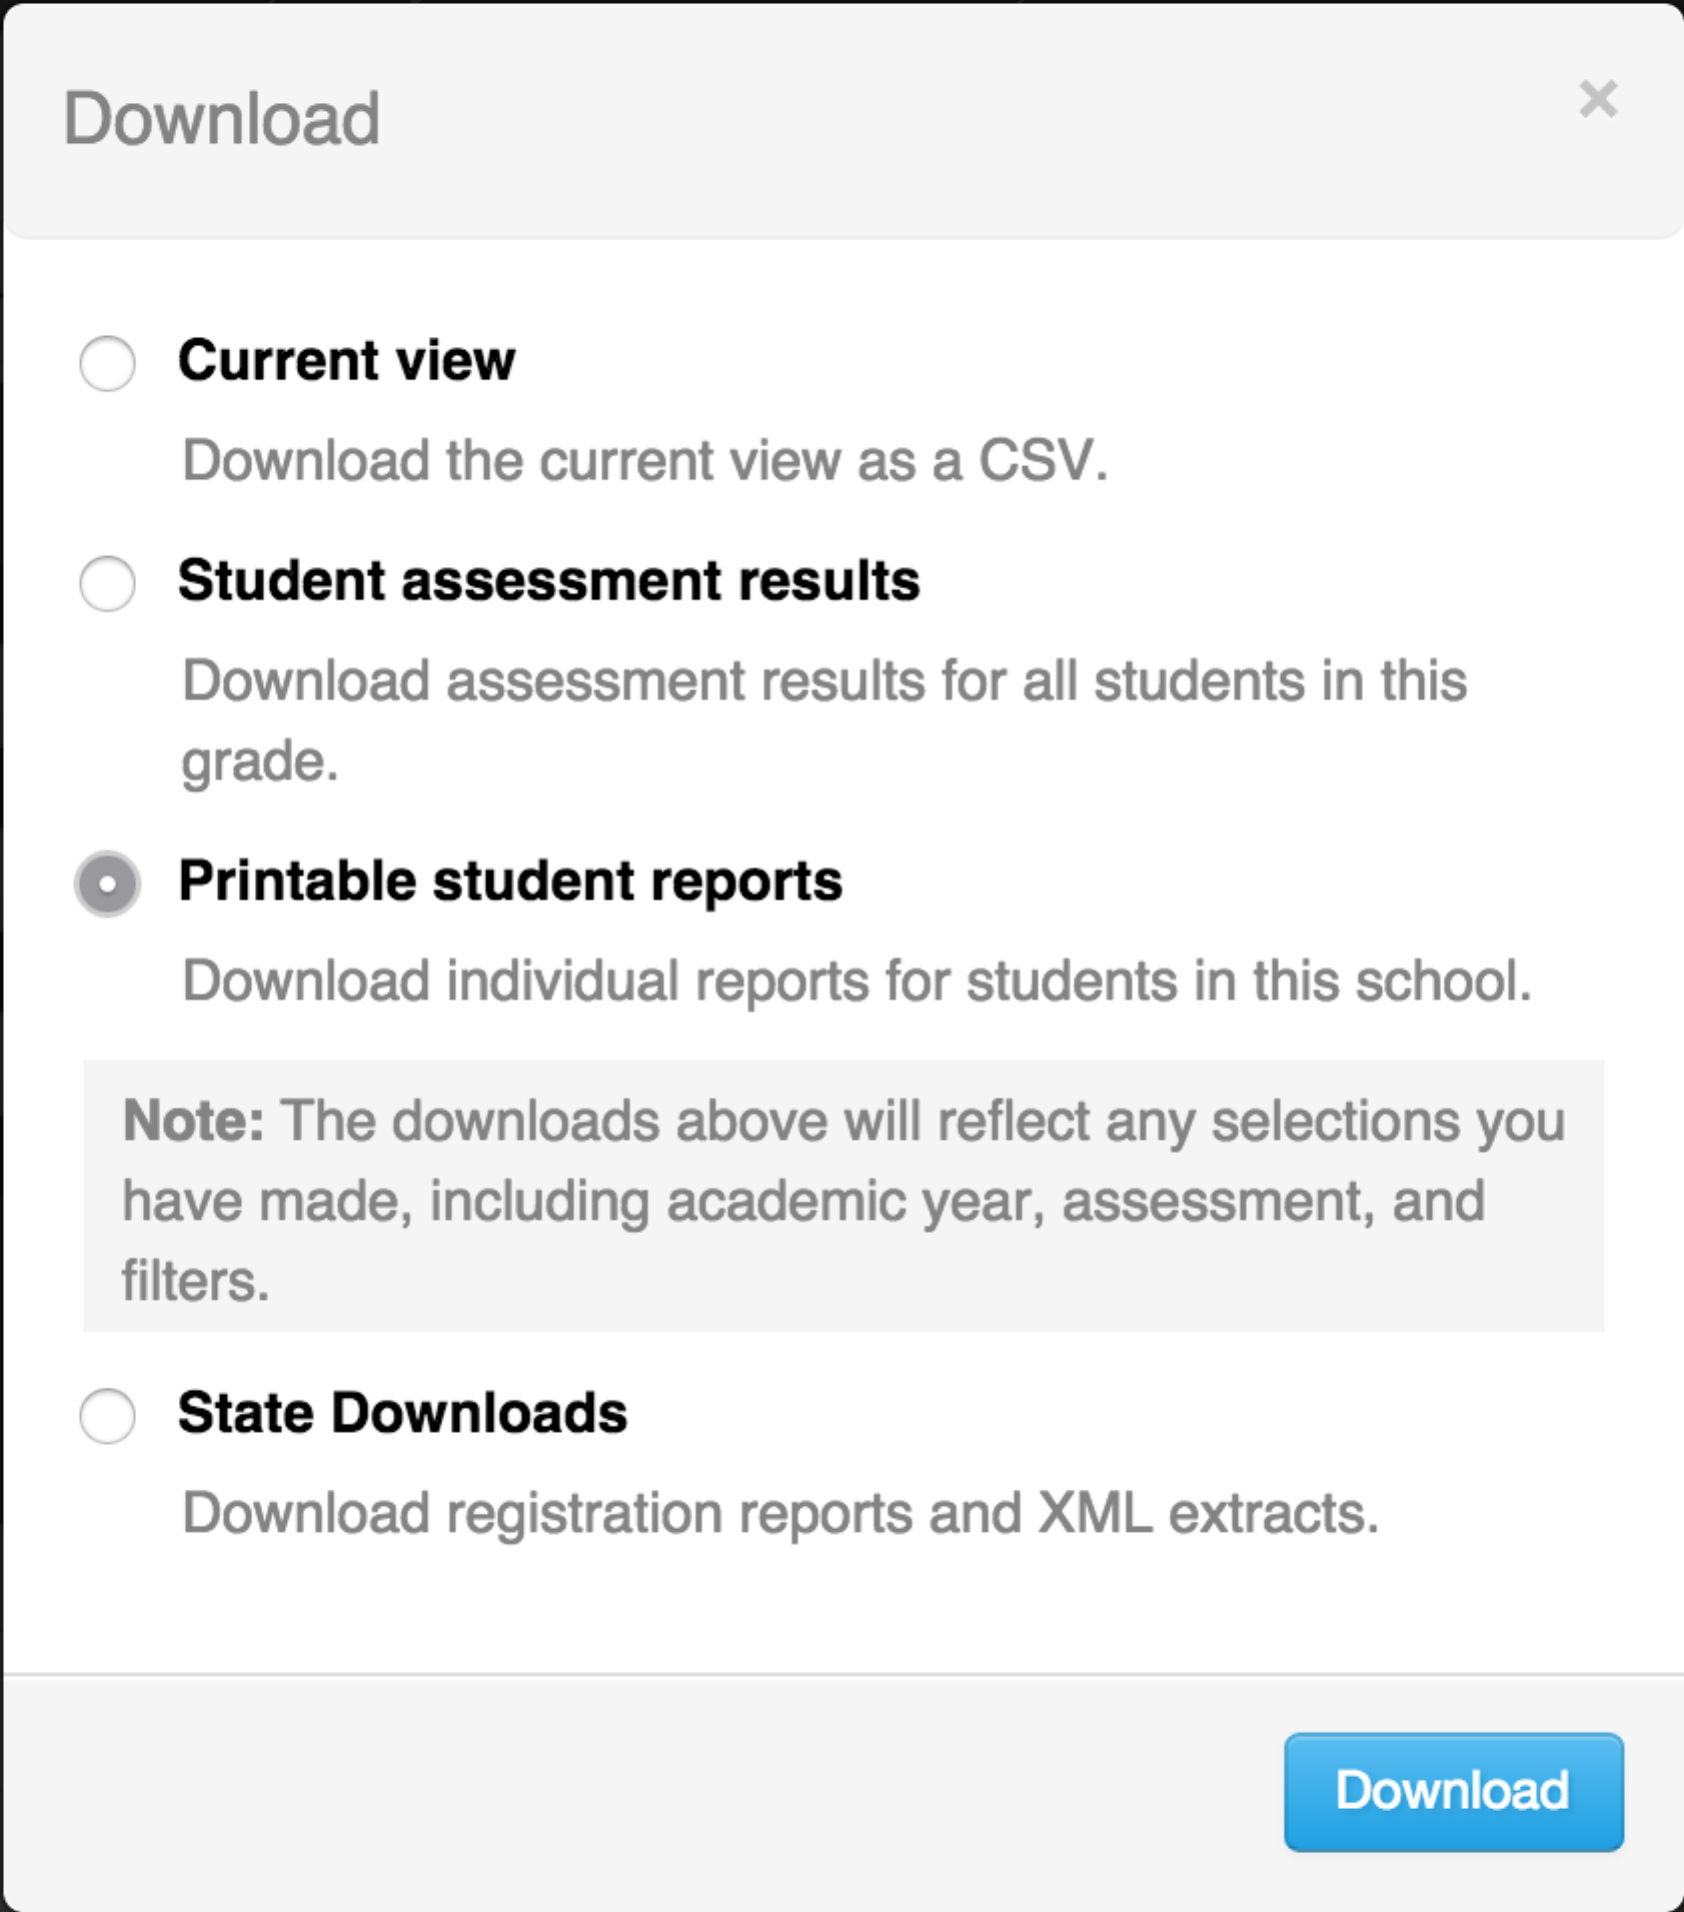 Download
×
Current view
Download the current view as a CSV.
Student assessment results
Download assessment results for all students in this
grade.
Printable student reports
Download individual reports for students in this school.
Note: The downloads above will reflect any selections you
have made, including academic year, assessment, and
filters.
State Downloads
Download registration reports and XML extracts.
Download